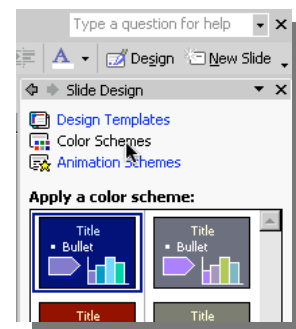 Type a question for help
A Design New Slide
Slide Design
Design Templates
Color Schemes
Animation Schemes
Apply a color scheme:
Title Title
Bullet Bullet
Title Title